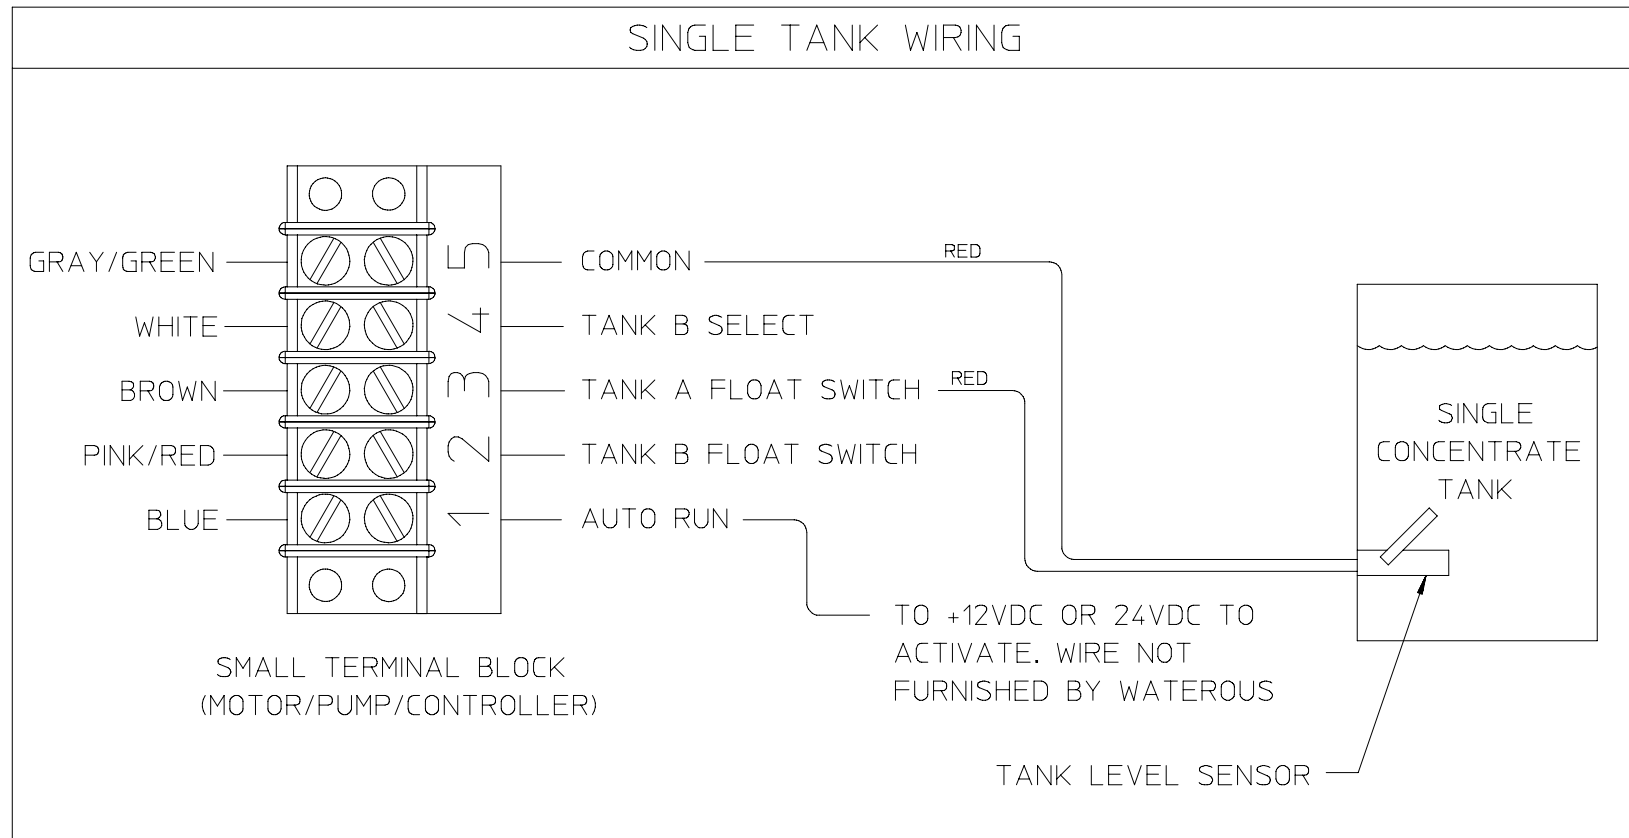 SINGLE TANK WIRING
GRAY/GREEN
5
COMMON
RED
WHITE
4
TANK B SELECT
BROWN
3
TANK A FLOAT SWITCH
RED
PINK/RED
2
TANK B FLOAT SWITCH
BLUE
1
AUTO RUN
SINGLE
CONCENTRATE
TANK
TO +12VDC OR 24VDC TO
ACTIVATE. WIRE NOT
FURNISHED BY WATEROUS
SMALL TERMINAL BLOCK
(MOTOR/PUMP/CONTROLLER)
TANK LEVEL SENSOR